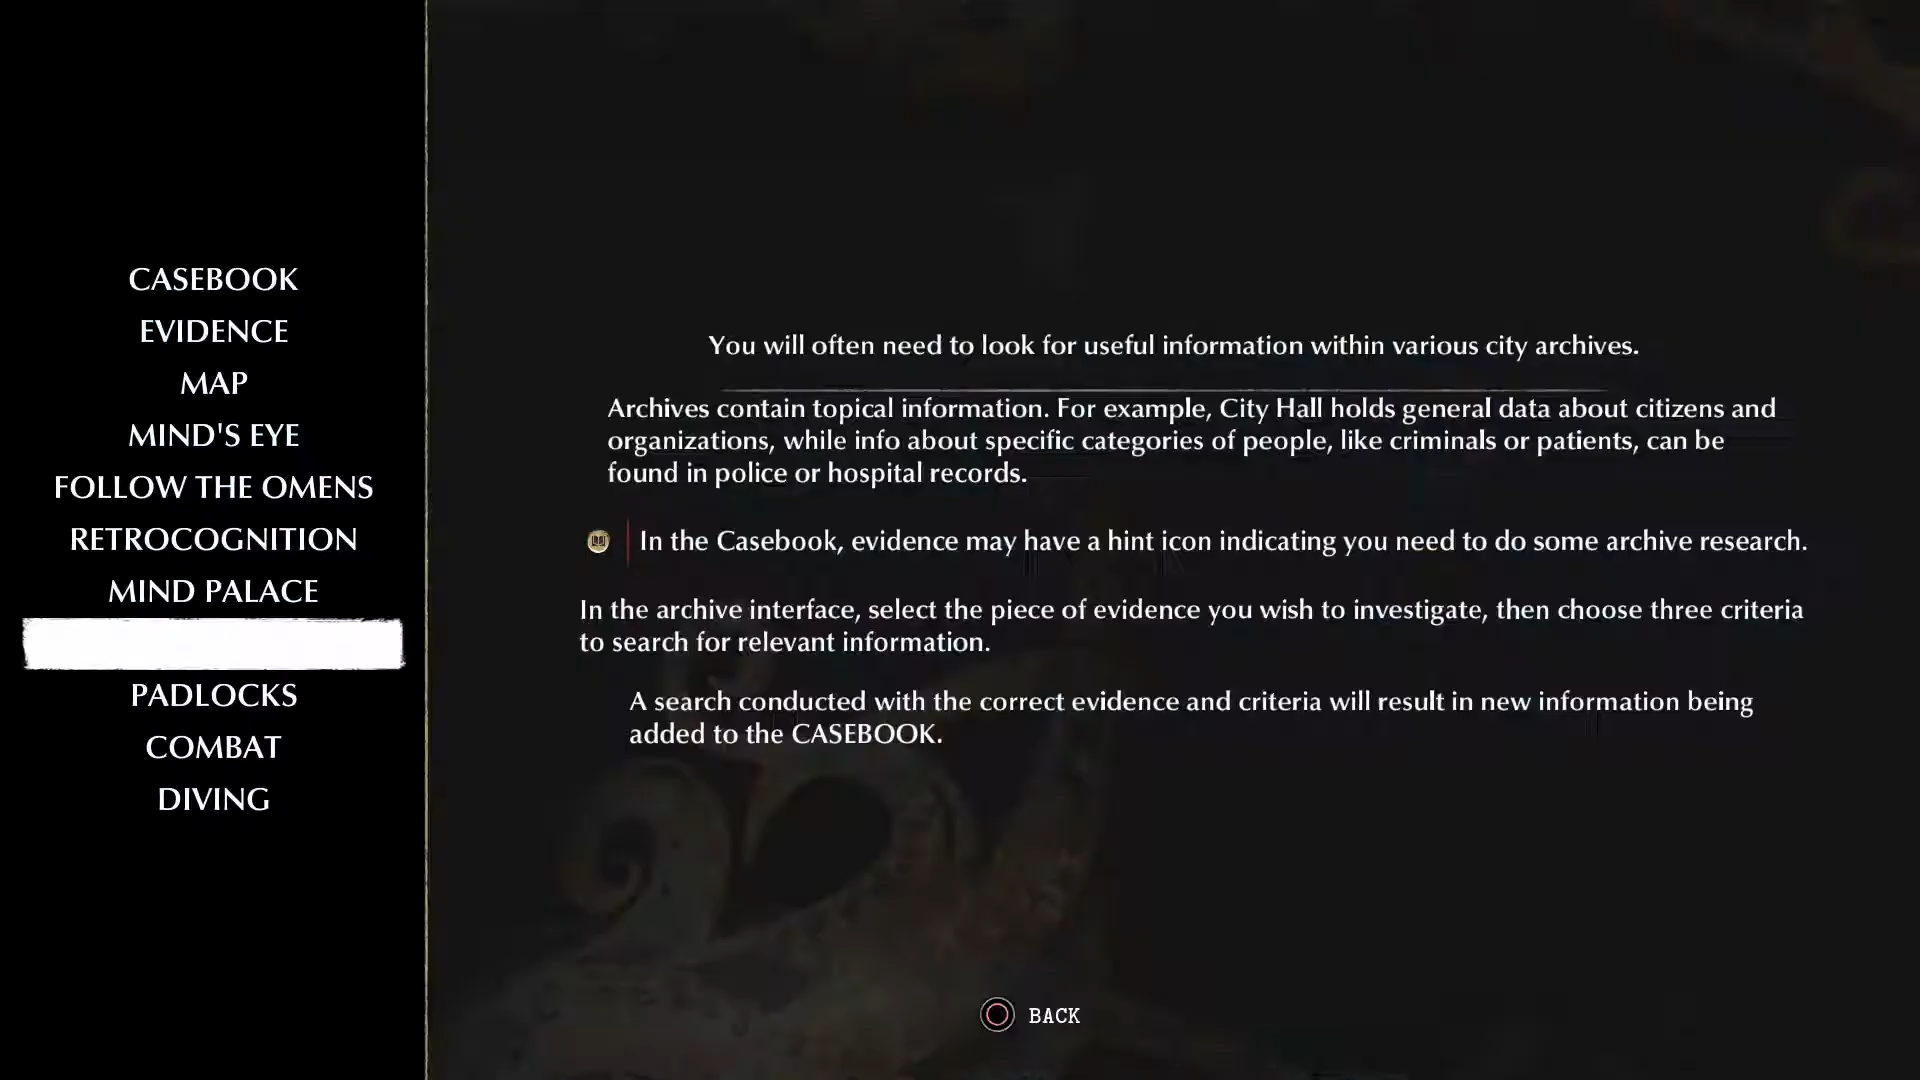 CASEBOOK
EVIDENCE
MAP
MIND'S EYE
FOLLOW THE OMENS
RETROCOGNITION
MIND PALACE
PADLOCKS
COMBAT
DIVING
You will often need to look for useful information within various city archives.
Archives contain topical information. For example, City Hall holds general data about citizens and
organizations, while info about specific categories of people, like criminals or patients, can be
found in police or hospital records.
In the Casebook, evidence may have a hint icon indicating you need to do some archive research.
In the archive interface, select the piece of evidence you wish to investigate, then choose three criteria
to search for relevant information.
A search conducted with the correct evidence and criteria will result in new information being
added to the CASEBOOK.
BACK